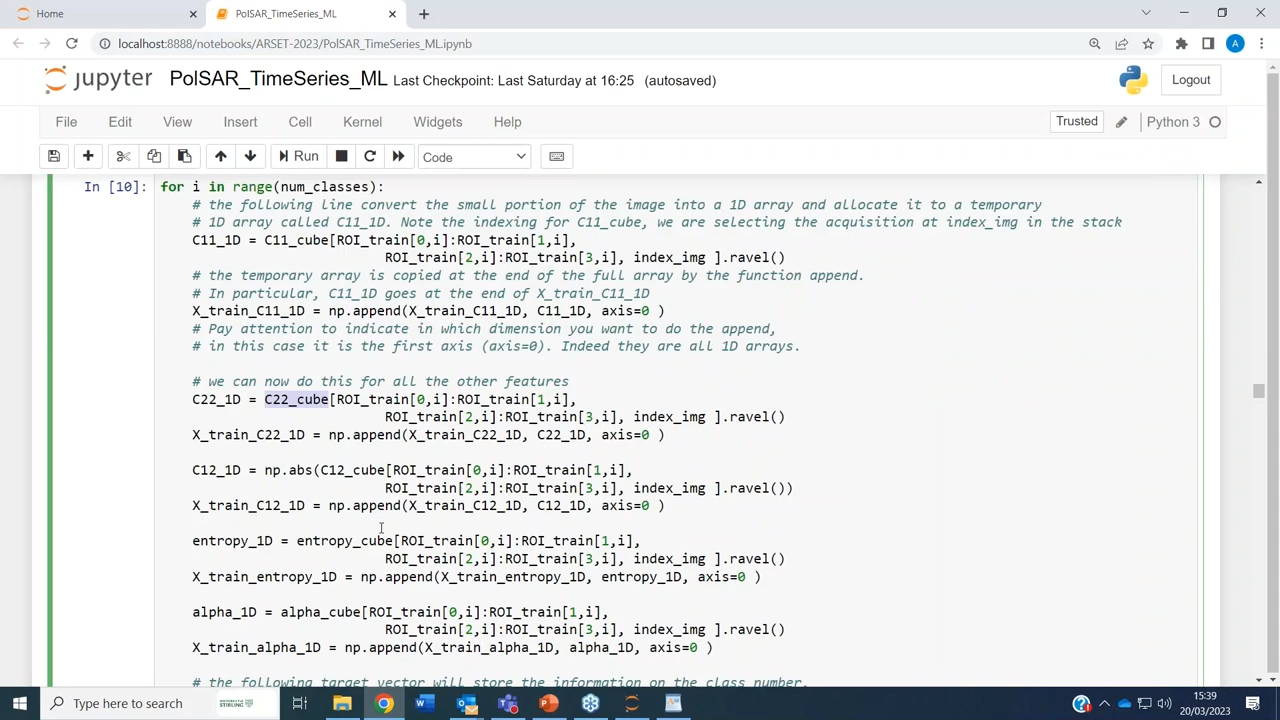 Home
PolSAR_TimeSeries_ML
localhost:8888/notebooks/ARSET-2023/PolSAR_TimeSeries_ML.ipynb
A
jupyter PolSAR_TimeSeries_ML Last Checkpoint: Last Saturday at 16:25 (autosaved)
Logout
File Edit View Insert Cell Kernel Widgets Help
Trusted
Python 3
Run
Code
In [10]: for i in range(num_classes):
# the following line convert the small portion of the image into a 1D array and allocate it to a temporary
# 1D array called C11_1D. Note the indexing for C11_cube, we are selecting the acquisition at index_img in the stack
C11_1D = C11_cube[ROI_train[0,i]:ROI_train[1,i],
ROI_train[2,i]:ROI_train[3,i], index_img ].ravel()
# the temporary array is copied at the end of the full array by the function append.
# In particular, C11_1D goes at the end of X_train_C11_1D
X_train_C11_1D = np.append(X_train_C11_1D, C11_1D, axis=0 )
# Pay attention to indicate in which dimension you want to do the append,
# in this case it is the first axis (axis=0). Indeed they are all 1D arrays.
# we can now do this for all the other features
C22_1D = C22_cube[ROI_train[0,i]:ROI_train[1,i],
ROI_train[2,i]:ROI_train[3,i], index_img ].ravel()
X_train_C22_1D = np.append(X_train_C22_1D, C22_1D, axis=0 )
C12_1D = np.abs(C12_cube[ROI_train[0,i]:ROI_train[1,i],
ROI_train[2,i]:ROI_train[3,i], index_img ].ravel())
X_train_C12_1D = np.append(X_train_C12_1D, C12_1D, axis=0 )
entropy_1D = entropy_cube[ROI_train[0,i]:ROI_train[1,i],
ROI_train[2,i]:ROI_train[3,i], index_img ].ravel()
X_train_entropy_1D = np.append(X_train_entropy_1D, entropy_1D, axis=0 )
alpha_1D = alpha_cube[ROI_train[0,i]:ROI_train[1,i],
ROI_train[2,i]:ROI_train[3,i], index_img ].ravel()
X_train_alpha_1D = np.append(X_train_alpha_1D, alpha_1D, axis=0 )
# the following target vector will store the information on the class number.
Type here to search
15:39
20/03/2023